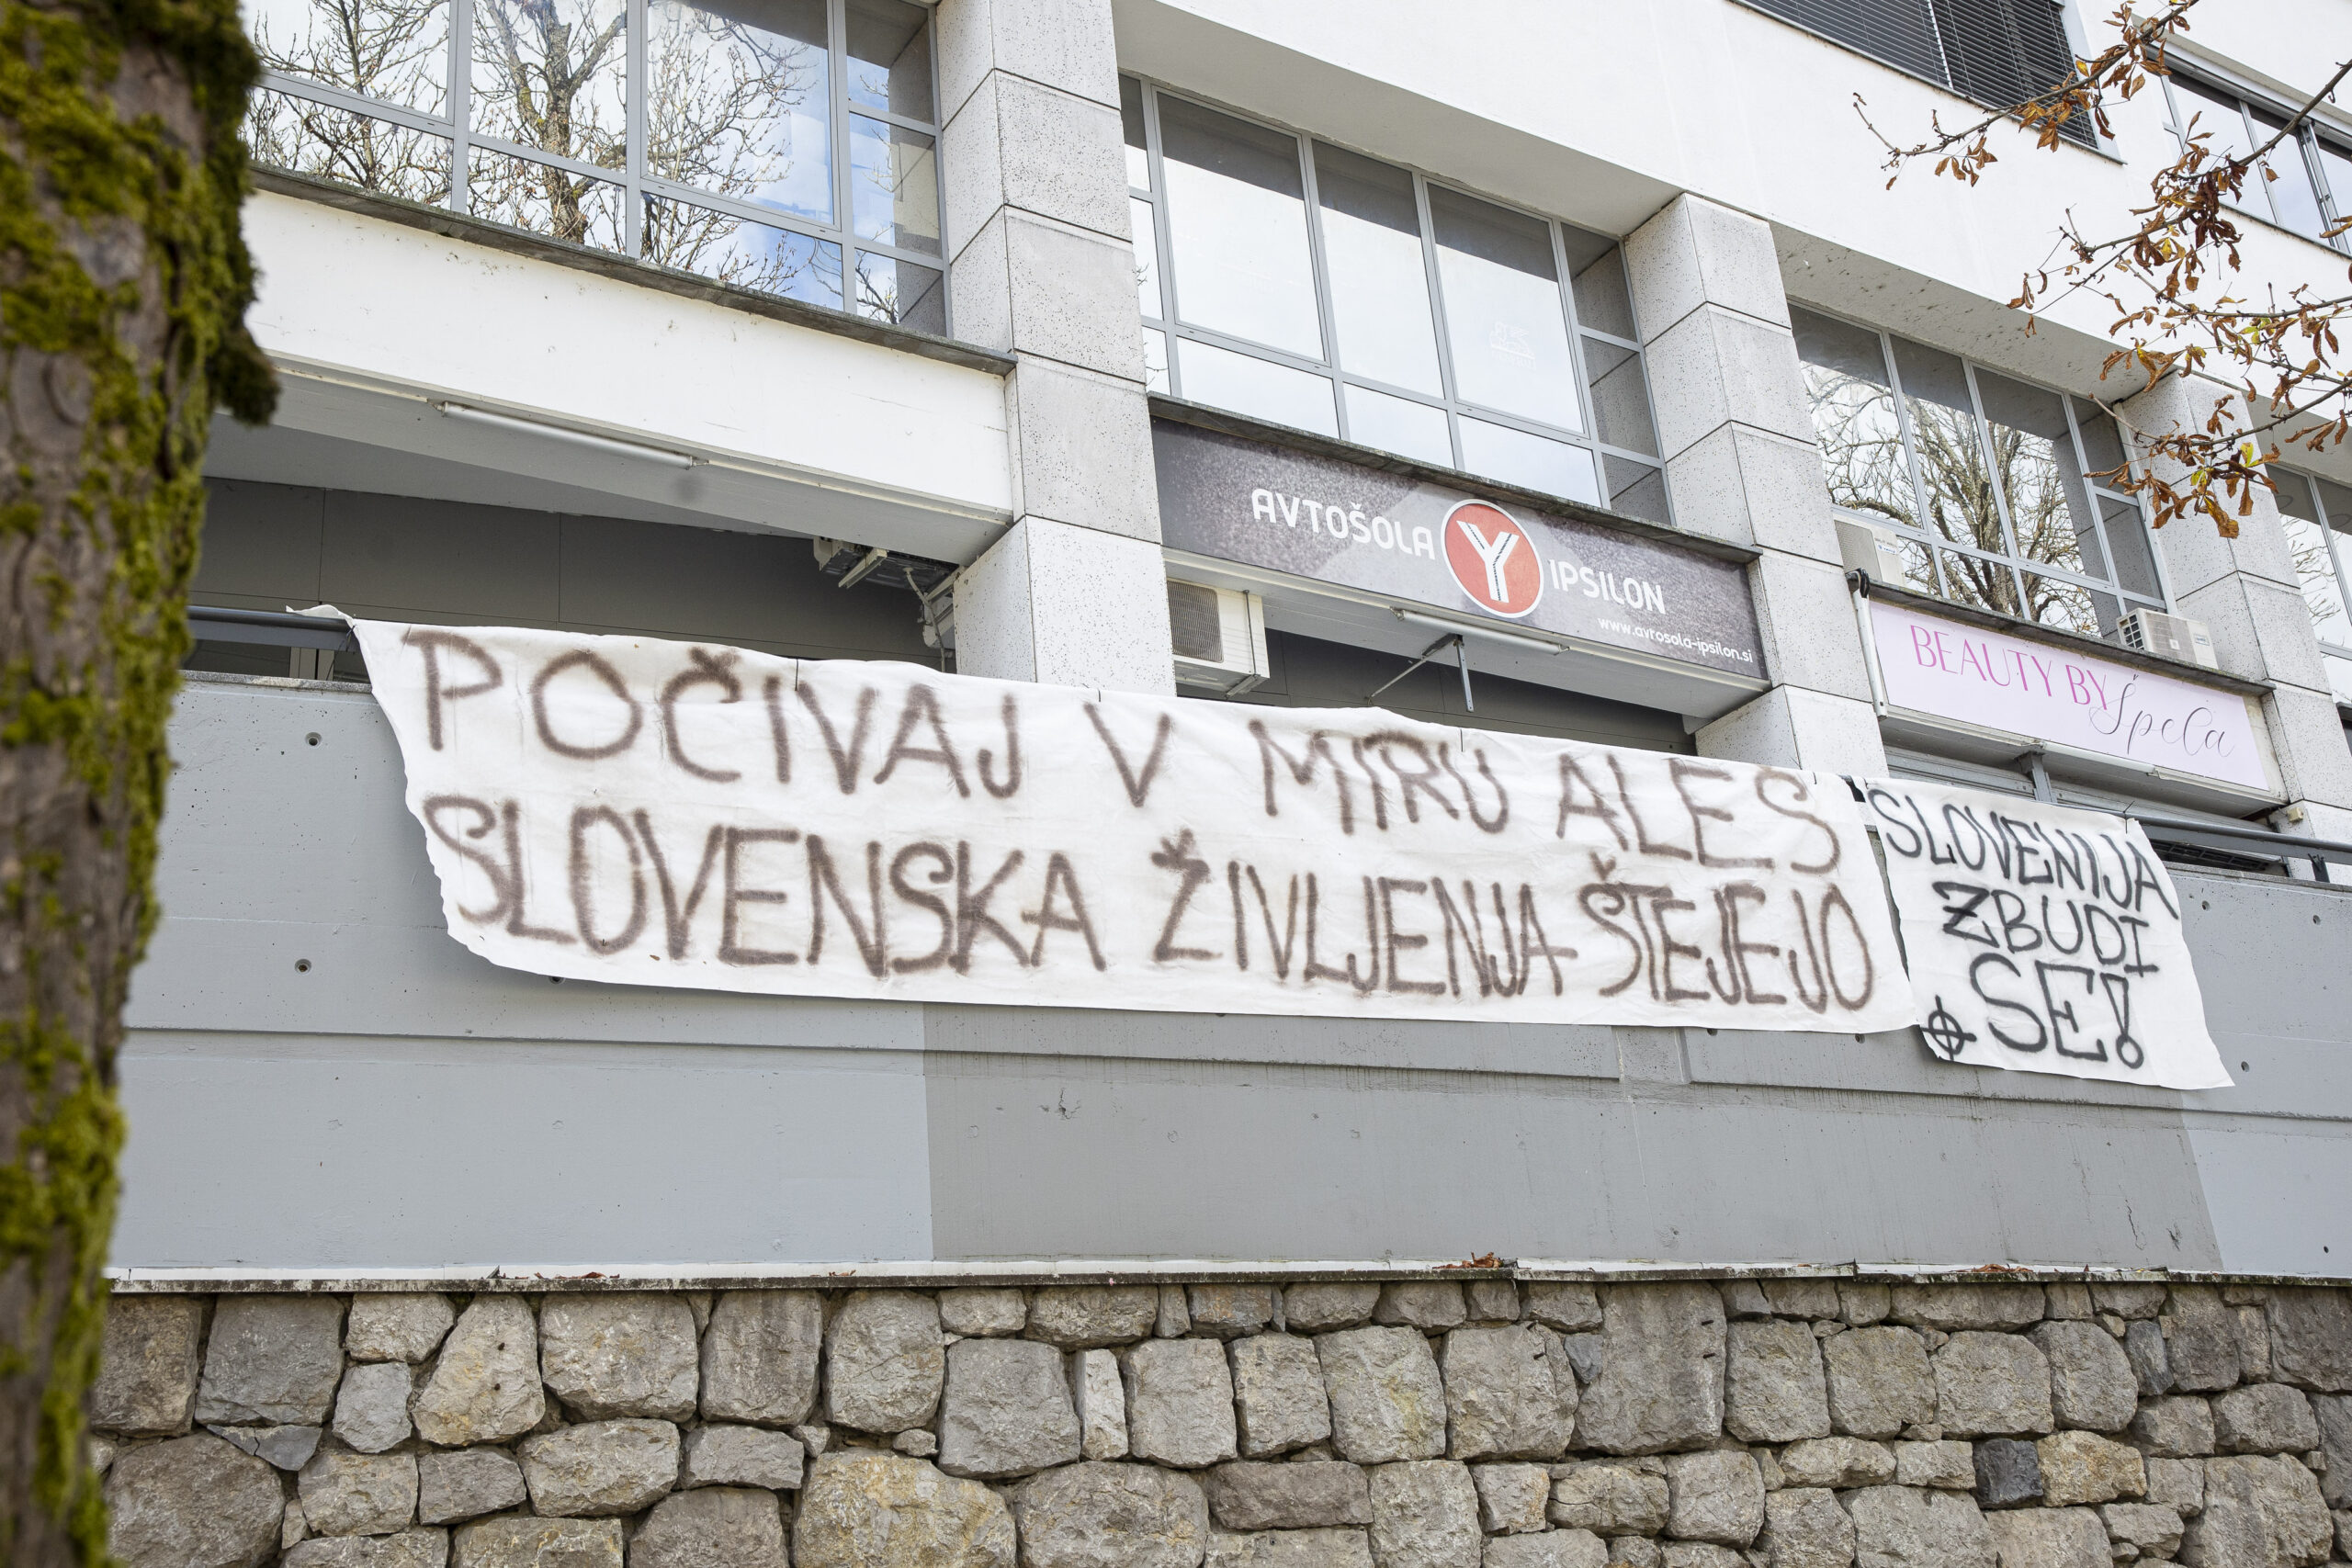 AVTOŠOLA Y IPSILON
www.avtosola-ipsilon.si
BEAUTY BY Špela
POČIVAJ V MIRU ALEŠ
SLOVENSKA ŽIVLJENJA ŠTEJEJO
SLOVENIJA
ZBUDI
SE!